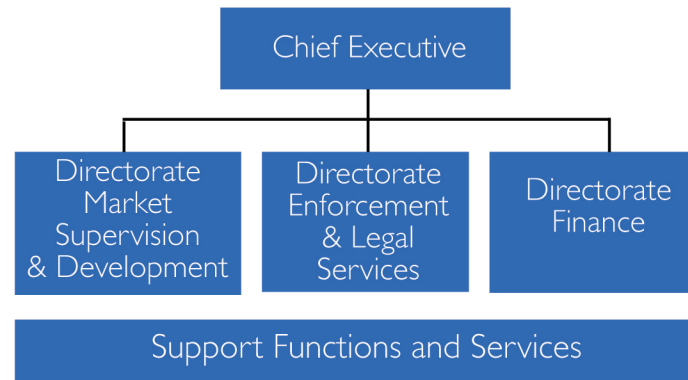 Chief Executive
Directorate
Market
Supervision
& Development
Directorate
Enforcement
& Legal
Services
Directorate
Finance
Support Functions and Services